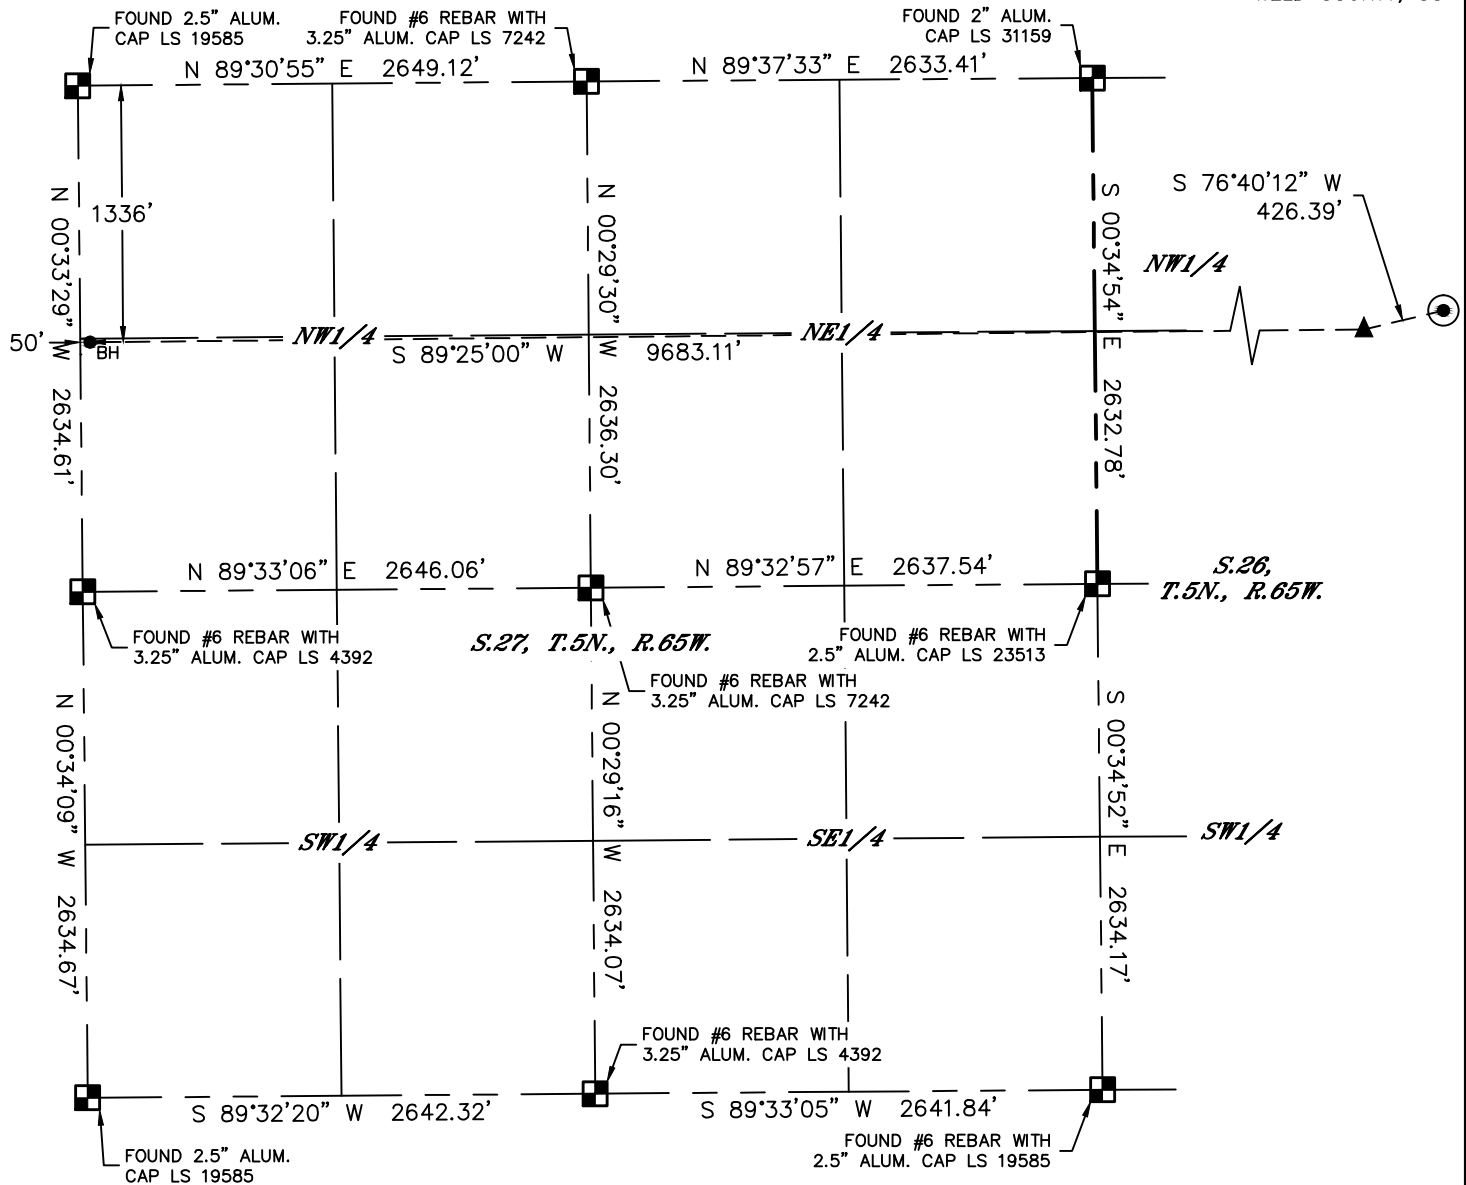 FOUND 2.5" ALUM.
CAP LS 19585
FOUND #6 REBAR WITH
3.25" ALUM. CAP LS 7242
FOUND 2" ALUM.
CAP LS 31159
N 89°30'55" E 2649.12'
N 89°37'33" E 2633.41'
1336'
N 00°33'29" W 2634.61'
N 00°29'30" W 2636.30'
S 00°34'54" E 2632.78'
S 76°40'12" W
426.39'
NW1/4
50'
BH
NW1/4
NE1/4
S 89°25'00" W 9683.11'
N 89°33'06" E 2646.06'
N 89°32'57" E 2637.54'
S.26,
T.5N., R.65W.
FOUND #6 REBAR WITH
3.25" ALUM. CAP LS 4392
S.27, T.5N., R.65W.
FOUND #6 REBAR WITH
2.5" ALUM. CAP LS 23513
FOUND #6 REBAR WITH
3.25" ALUM. CAP LS 7242
N 00°34'09" W 2634.67'
N 00°29'16" W 2634.07'
S 00°34'52" E 2634.17'
SW1/4
SE1/4
SW1/4
FOUND #6 REBAR WITH
3.25" ALUM. CAP LS 4392
S 89°32'20" W 2642.32'
S 89°33'05" W 2641.84'
FOUND 2.5" ALUM.
CAP LS 19585
FOUND #6 REBAR WITH
2.5" ALUM. CAP LS 19585